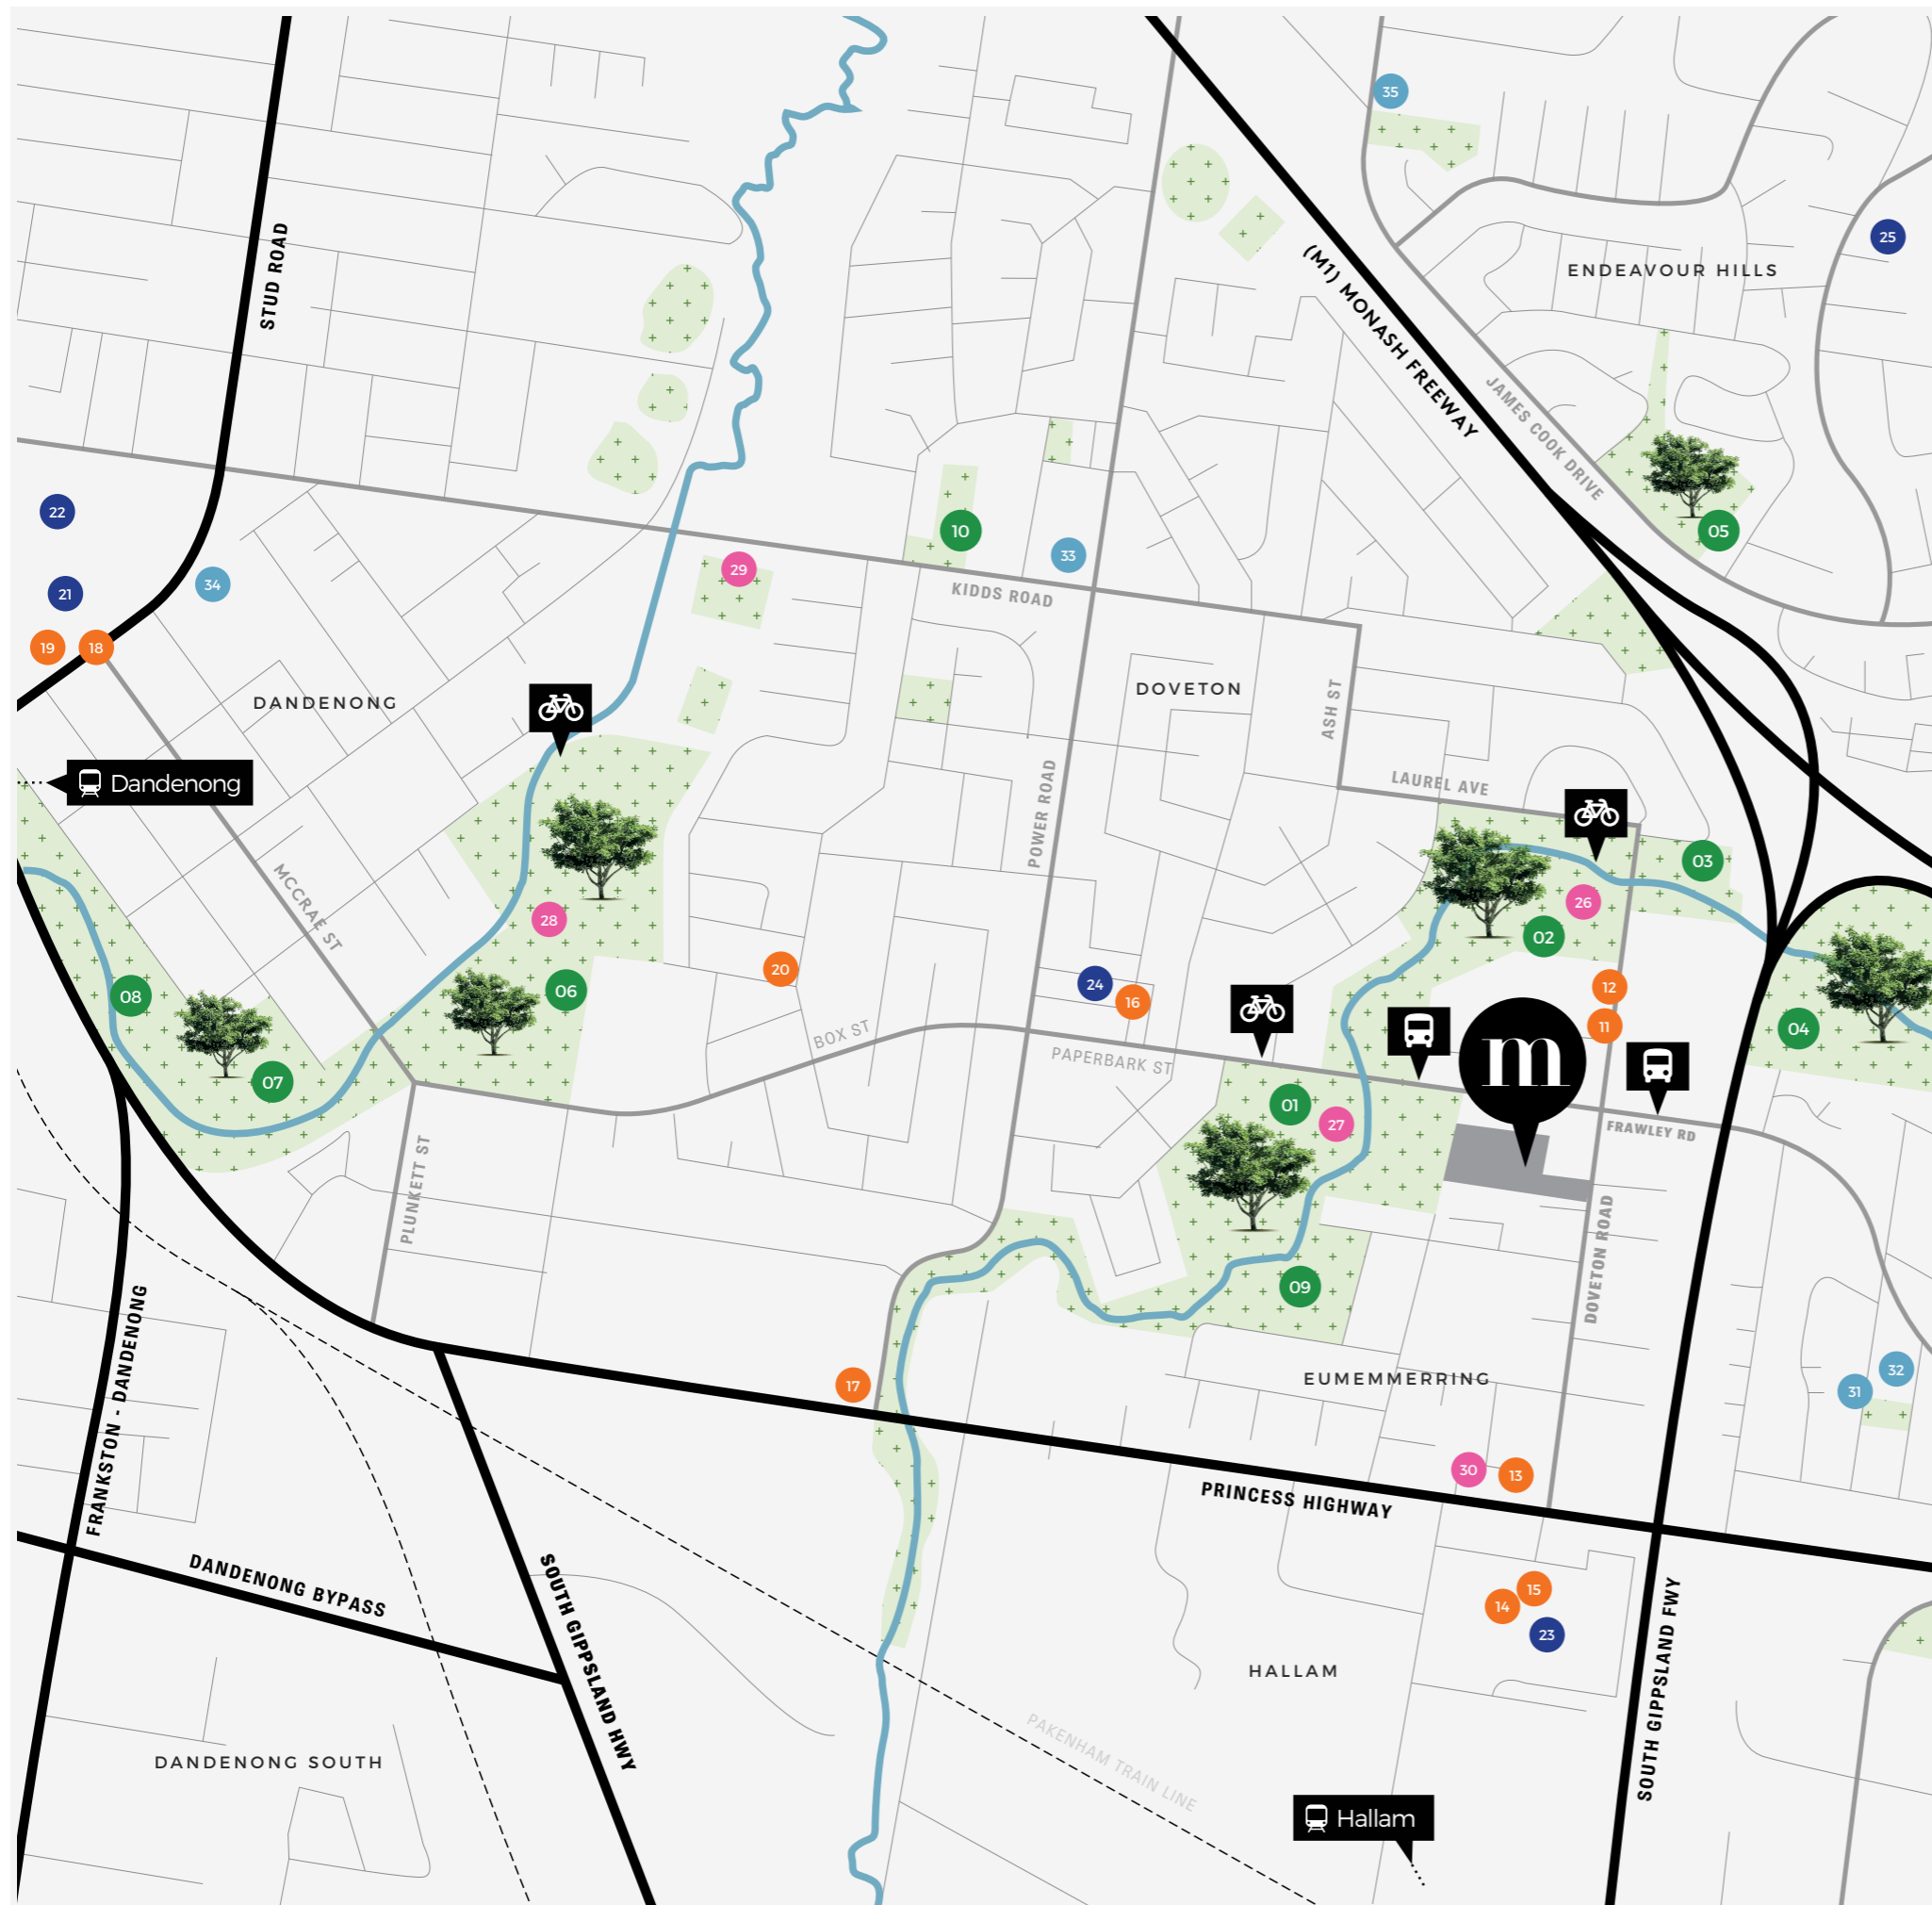 35
25
STUD ROAD
(M1) MONASH FREEWAY
ENDEAVOUR HILLS
JAMES COOK DRIVE
22
10
05
33
29
34
21
KIDDS ROAD
19
18
DANDENONG
DOVETON
ASH ST
Dandenong
LAUREL AVE
POWER ROAD
03
MCCRAE ST
28
26
02
20
24
16
12
08
06
11
04
BOX ST
PAPERBARK ST
m
07
01
27
FRAWLEY RD
PLUNKETT ST
DOVETON ROAD
09
FRANKSTON - DANDENONG
17
EUMEMMERRING
32
31
30
13
PRINCESS HIGHWAY
DANDENONG BYPASS
SOUTH GIPPSLAND HWY
15
14
23
SOUTH GIPPSLAND FWY
HALLAM
DANDENONG SOUTH
PAKENHAM TRAIN LINE
Hallam